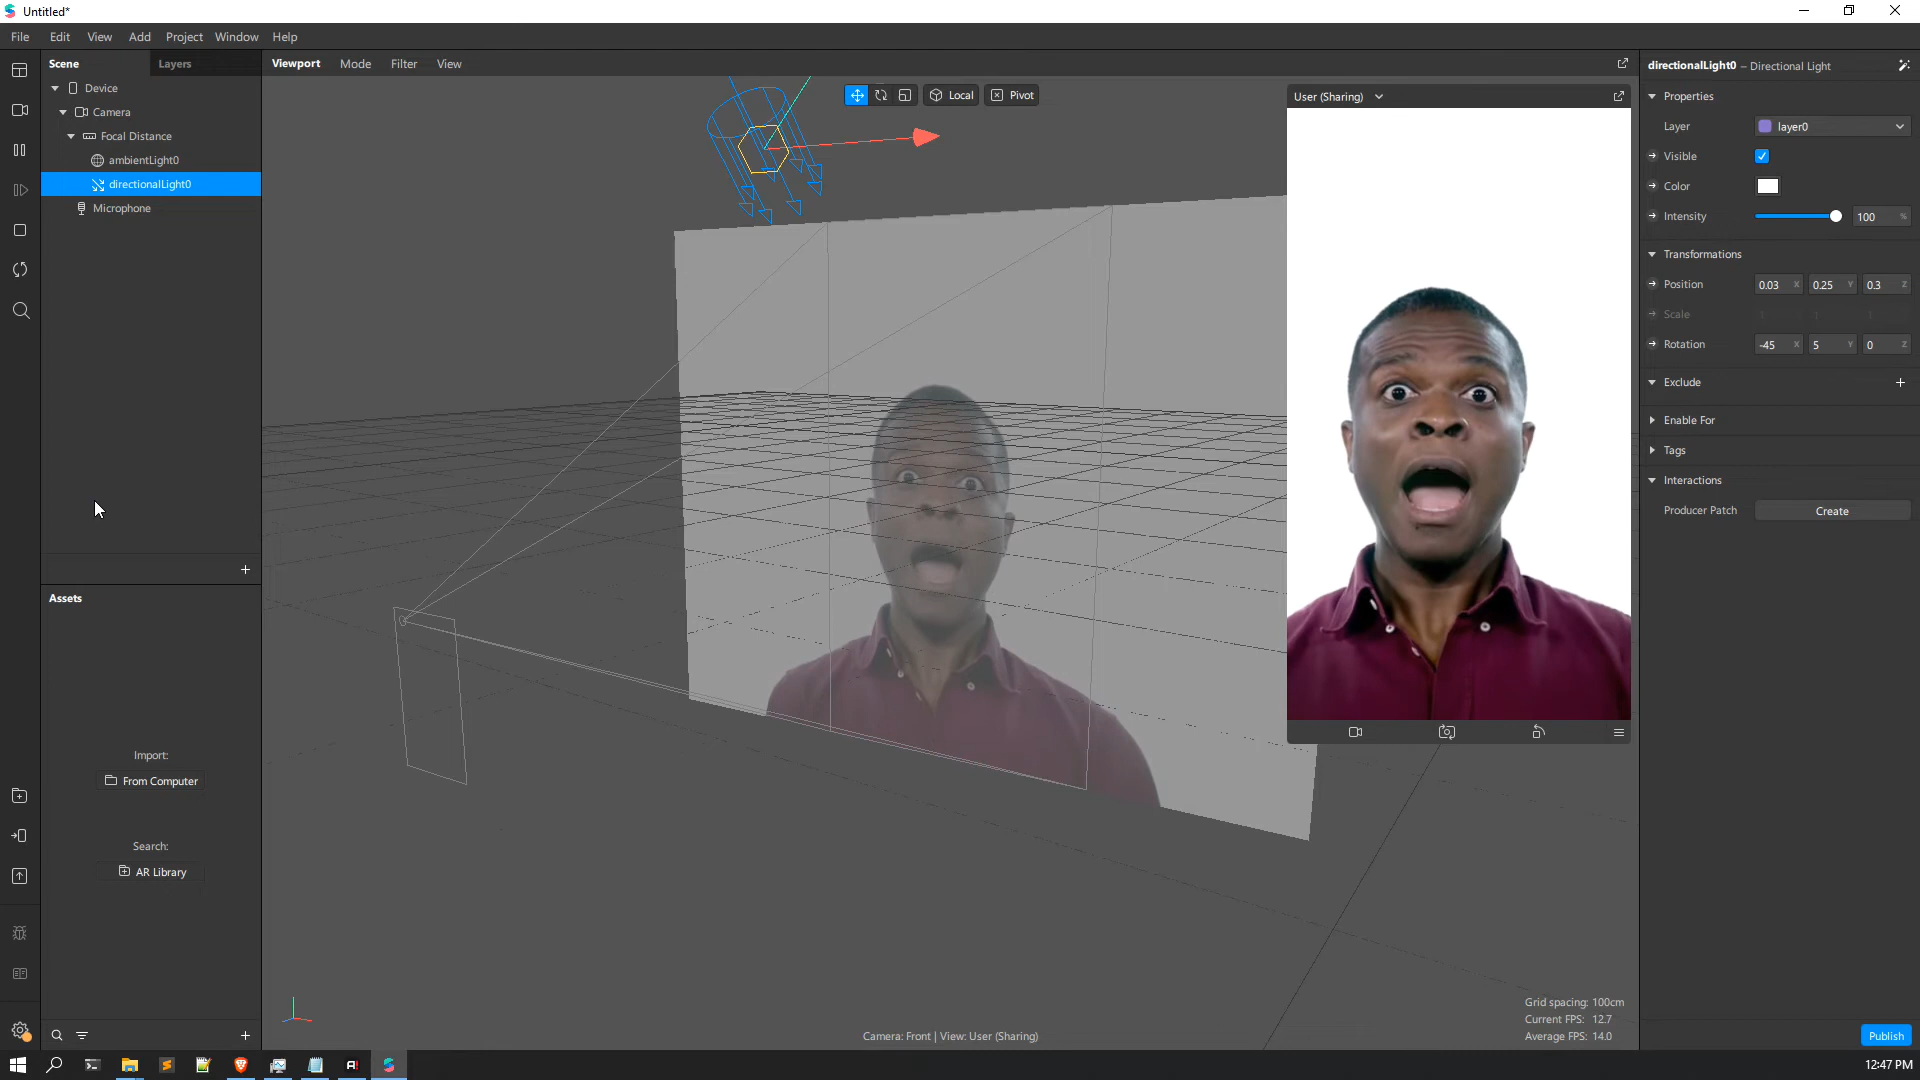 Untitled*
File Edit View Add Project Window Help
Scene Layers
Device
Camera
Focal Distance
ambientLight0
directionalLight0
Microphone
Assets
Import:
From Computer
Search:
AR Library
Viewport Mode Filter View
Local Pivot
User (Sharing)
Camera: Front | View: User (Sharing)
Grid spacing: 100cm
Current FPS: 12.7
Average FPS: 14.0
directionalLight0 – Directional Light
Properties
Layer layer0
Visible
Color
Intensity 100 %
Transformations
Position 0.03 X 0.25 Y 0.3 Z
Scale 1 1 1
Rotation -45 X 5 Y 0 Z
Exclude
Enable For
Tags
Interactions
Producer Patch Create
Publish
A!
12:47 PM